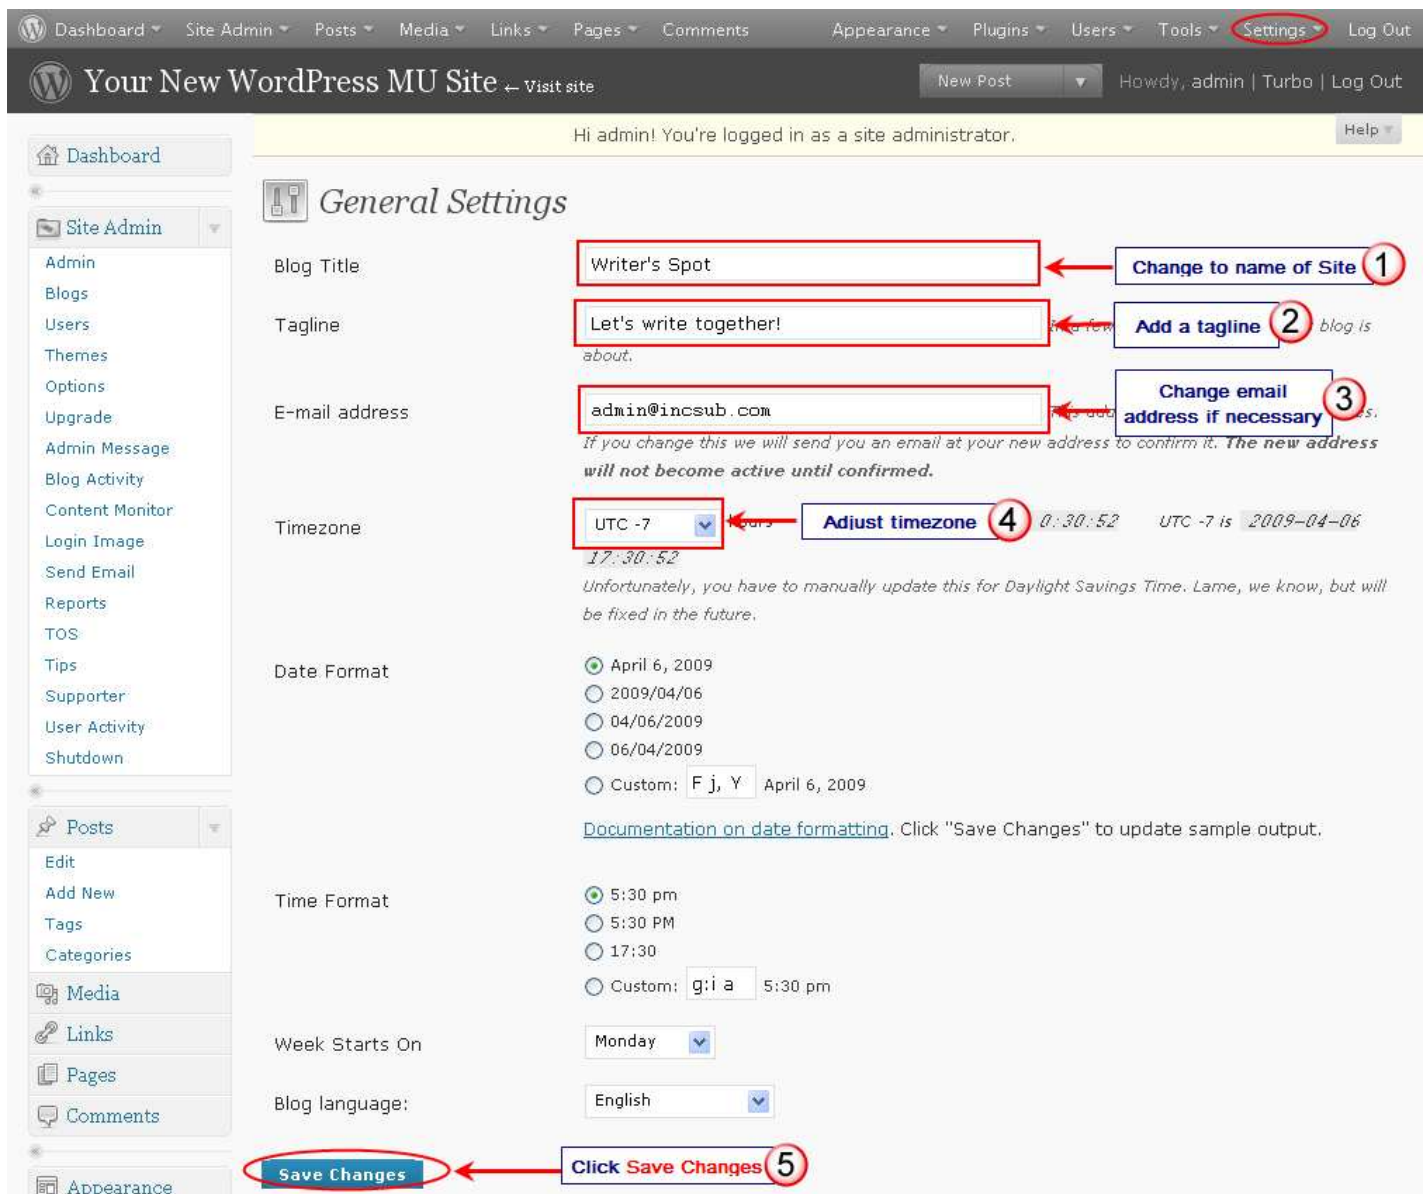 Dashboard Site Admin Posts Media Links Pages Comments Appearance Plugins Users Tools Settings Log Out
Your New WordPress MU Site ← Visit site New Post Howdy, admin | Turbo | Log Out
Hi admin! You're logged in as a site administrator. Help
Dashboard
General Settings
Site Admin
Admin
Blogs
Users
Themes
Options
Upgrade
Admin Message
Blog Activity
Content Monitor
Login Image
Send Email
Reports
TOS
Tips
Supporter
User Activity
Shutdown
Posts
Edit
Add New
Tags
Categories
Media
Links
Pages
Comments
Appearance
Blog Title Writer's Spot Change to name of Site 1
Tagline Let's write together! In a few Add a tagline 2 blog is
about.
E-mail address admin@incsub.com This Change email
address if necessary 3
If you change this we will send you an email at your new address to confirm it. The new address
will not become active until confirmed.
Timezone UTC -7 hours Adjust timezone 4 0:30:52 UTC -7 is 2009-04-06
17:30:52
Unfortunately, you have to manually update this for Daylight Savings Time. Lame, we know, but will
be fixed in the future.
Date Format April 6, 2009
2009/04/06
04/06/2009
06/04/2009
Custom: F j, Y April 6, 2009
Documentation on date formatting. Click "Save Changes" to update sample output.
Time Format 5:30 pm
5:30 PM
17:30
Custom: g:i a 5:30 pm
Week Starts On Monday
Blog language: English
Save Changes Click Save Changes 5